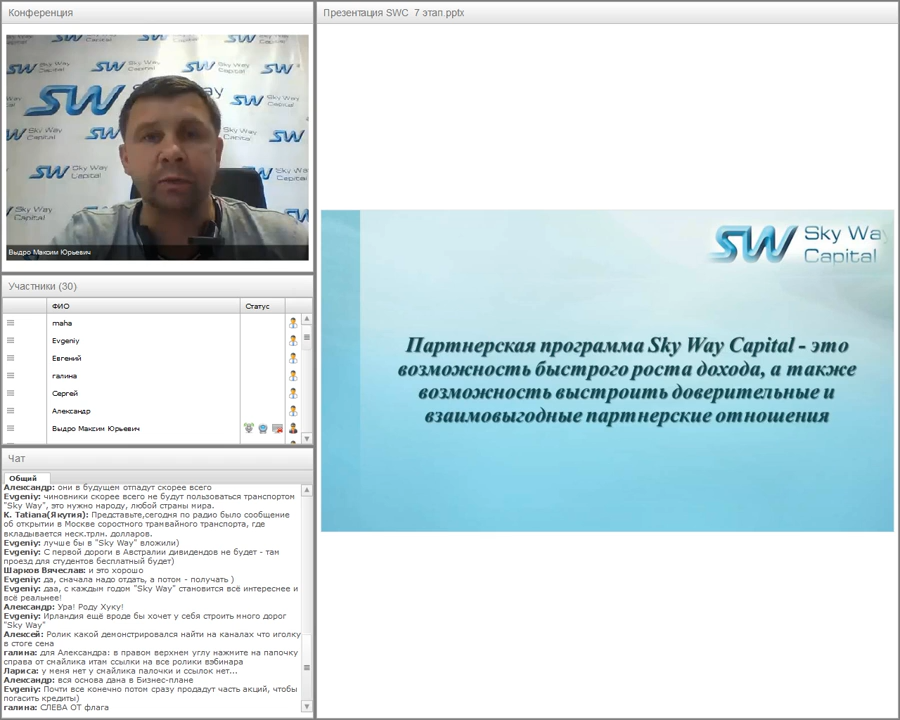 Конференция
Sky Way
Capital
Выдро Максим Юрьевич
Участники (30)
ФИО
Статус
maha
Evgeniy
Евгений
галина
Сергей
Александр
Выдро Максим Юрьевич
Чат
Общий
Александр: они в будущем отпадут скорее всего
Evgeniy: чиновники скорее всего не будут пользоваться транспортом
"Sky Way", это нужно народу, любой страны мира.
К. Tatiana(Якутия): Представьте,сегодня по радио было сообщение
об открытии в Москве соростного трамвайного транспорта, где
вкладывается неск.трлн. долларов.
Evgeniy: лучше бы в "Sky Way" вложили)
Evgeniy: С первой дороги в Австралии дивидендов не будет - там
проезд для студентов бесплатный будет)
Шарков Вячеслав: и это хорошо
Evgeniy: да, сначала надо отдать, а потом - получать )
Evgeniy: даа, с каждым годом "Sky Way" становится всё интереснее и
всё реальнее!
Александр: Ура! Роду Хуку!
Evgeniy: Ирландия ещё вроде бы хочет у себя строить много дорог
"Sky Way"
Алексей: Ролик какой демонстрировался найти на каналах что иголку
в стоге сена
галина: для Александра: в правом верхнем углу нажмите на папочку
справа от смайлика итам ссылки на все ролики вэбинара
Лариса: у меня нет у смайлика палочки и ссылок нет...
Александр: вся основа дана в Бизнес-плане
Evgeniy: Почти все конечно потом сразу продадут часть акций, чтобы
погасить кредиты)
галина: СЛЕВА ОТ флага
Презентация SWC 7 этап.pptx
SW Sky Way
Capital
Партнерская программа Sky Way Capital - это
возможность быстрого роста дохода, а также
возможность выстроить доверительные и
взаимовыгодные партнерские отношения